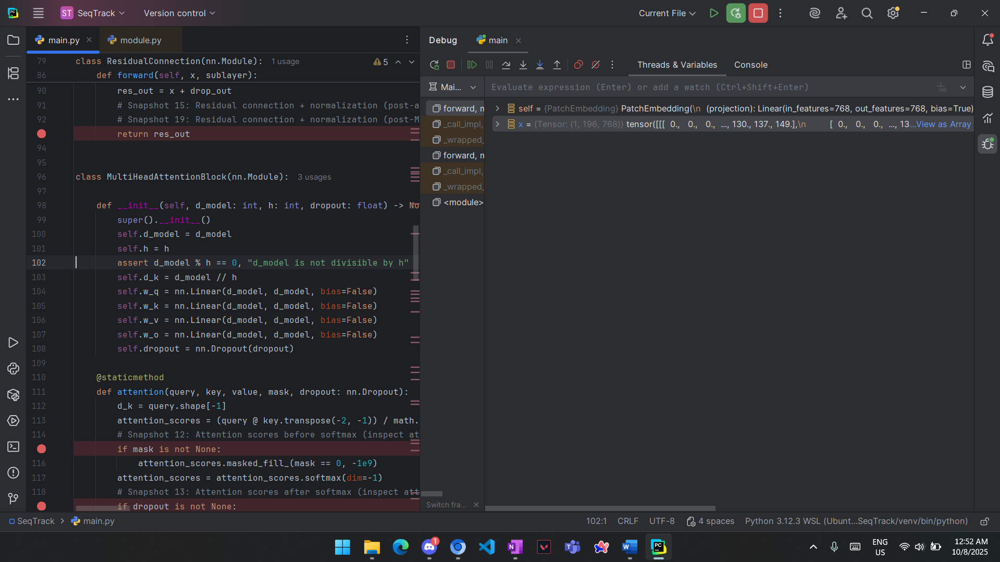 ST SeqTrack Version control Current File
main.py module.py
Debug main
79 class ResidualConnection(nn.Module): 1 usage 5
86 def forward(self, x, sublayer):
90 res_out = x + drop_out
91 # Snapshot 15: Residual connection + normalization (post-a
92 # Snapshot 19: Residual connection + normalization (post-M
return res_out
94
95
96 class MultiHeadAttentionBlock(nn.Module): 3 usages
97
98 def __init__(self, d_model: int, h: int, dropout: float) -> No
99 super().__init__()
100 self.d_model = d_model
101 self.h = h
102 assert d_model % h == 0, "d_model is not divisible by h"
103 self.d_k = d_model // h
104 self.w_q = nn.Linear(d_model, d_model, bias=False)
105 self.w_k = nn.Linear(d_model, d_model, bias=False)
106 self.w_v = nn.Linear(d_model, d_model, bias=False)
107 self.w_o = nn.Linear(d_model, d_model, bias=False)
108 self.dropout = nn.Dropout(dropout)
109
110 @staticmethod
111 def attention(query, key, value, mask, dropout: nn.Dropout):
112 d_k = query.shape[-1]
113 attention_scores = (query @ key.transpose(-2, -1)) / math.
114 # Snapshot 12: Attention scores before softmax (inspect at
if mask is not None:
116 attention_scores.masked_fill_(mask == 0, -1e9)
117 attention_scores = attention_scores.softmax(dim=-1)
118 # Snapshot 13: Attention scores after softmax (inspect att
if dropout is not None:
Threads & Variables Console
Mai... Evaluate expression (Enter) or add a watch (Ctrl+Shift+Enter)
forward, m
_call_impl,
_wrapped_
forward, m
_call_impl,
_wrapped_
<module>
Switch fra...
self = {PatchEmbedding} PatchEmbedding(\n (projection): Linear(in_features=768, out_features=768, bias=True)
x = {Tensor: (1, 196, 768)} tensor([[[ 0., 0., 0., ..., 130., 137., 149.],\n [ 0., 0., 0., ..., 13...View as Array
SeqTrack > main.py 102:1 CRLF UTF-8 4 spaces Python 3.12.3 WSL (Ubunt...SeqTrack/venv/bin/python)
1 ENG 12:52 AM
US 10/8/2025